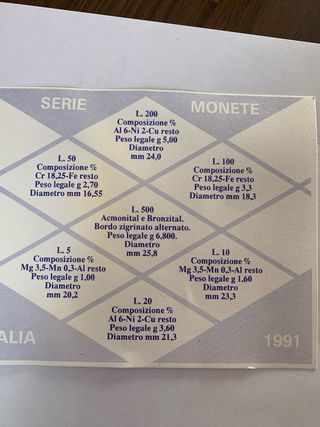 SERIE
MONETE
L. 200
Composizione %
Al 6-Ni 2-Cu resto
Peso legale g 5,00
Diametro
mm 24,0
L. 50
Composizione %
Cr 18,25-Fe resto
Peso legale g 2,70
Diametro mm 16,55
L. 100
Composizione %
Cr 18,25-Fe resto
Peso legale g 3,3
Diametro mm 18,3
L. 500
Acmonital e Bronzital.
Bordo zigrinato alternato.
Peso legale g 6,800.
Diametro
mm 25,8
L. 5
Composizione %
Mg 3,5-Mn 0,3-Al resto
Peso legale g 1,00
Diametro
mm 20,2
L. 10
Composizione %
Mg 3,5-Mn 0,3-Al resto
Peso legale g 1,60
Diametro
mm 23,3
L. 20
Composizione %
Al 6-Ni 2-Cu resto
Peso legale g 3,60
Diametro
mm 21,3
ALIA
1991